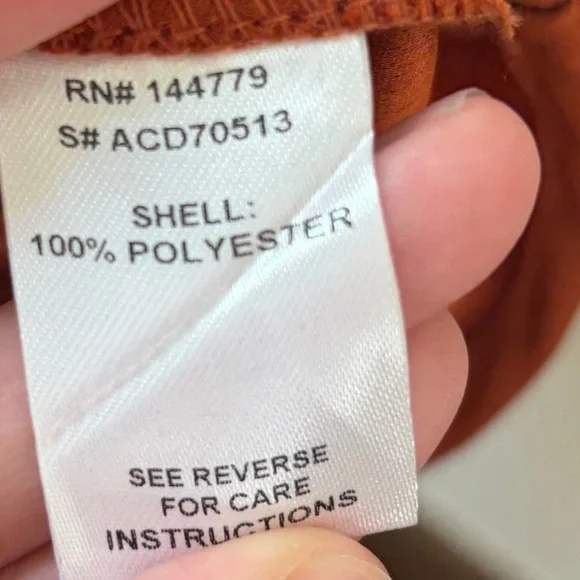 RN# 144779
S# ACD70513
SHELL:
100% POLYESTER
SEE REVERSE
FOR CARE
INSTRUCTIONS